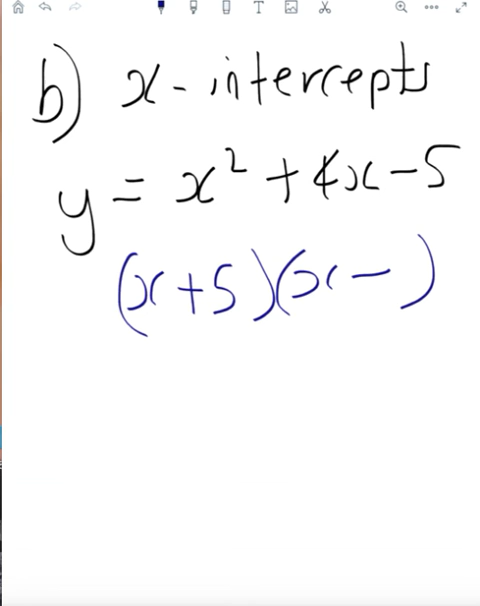 b) x-intercepts
y = x² + 4x - 5
(x+5)(x- )